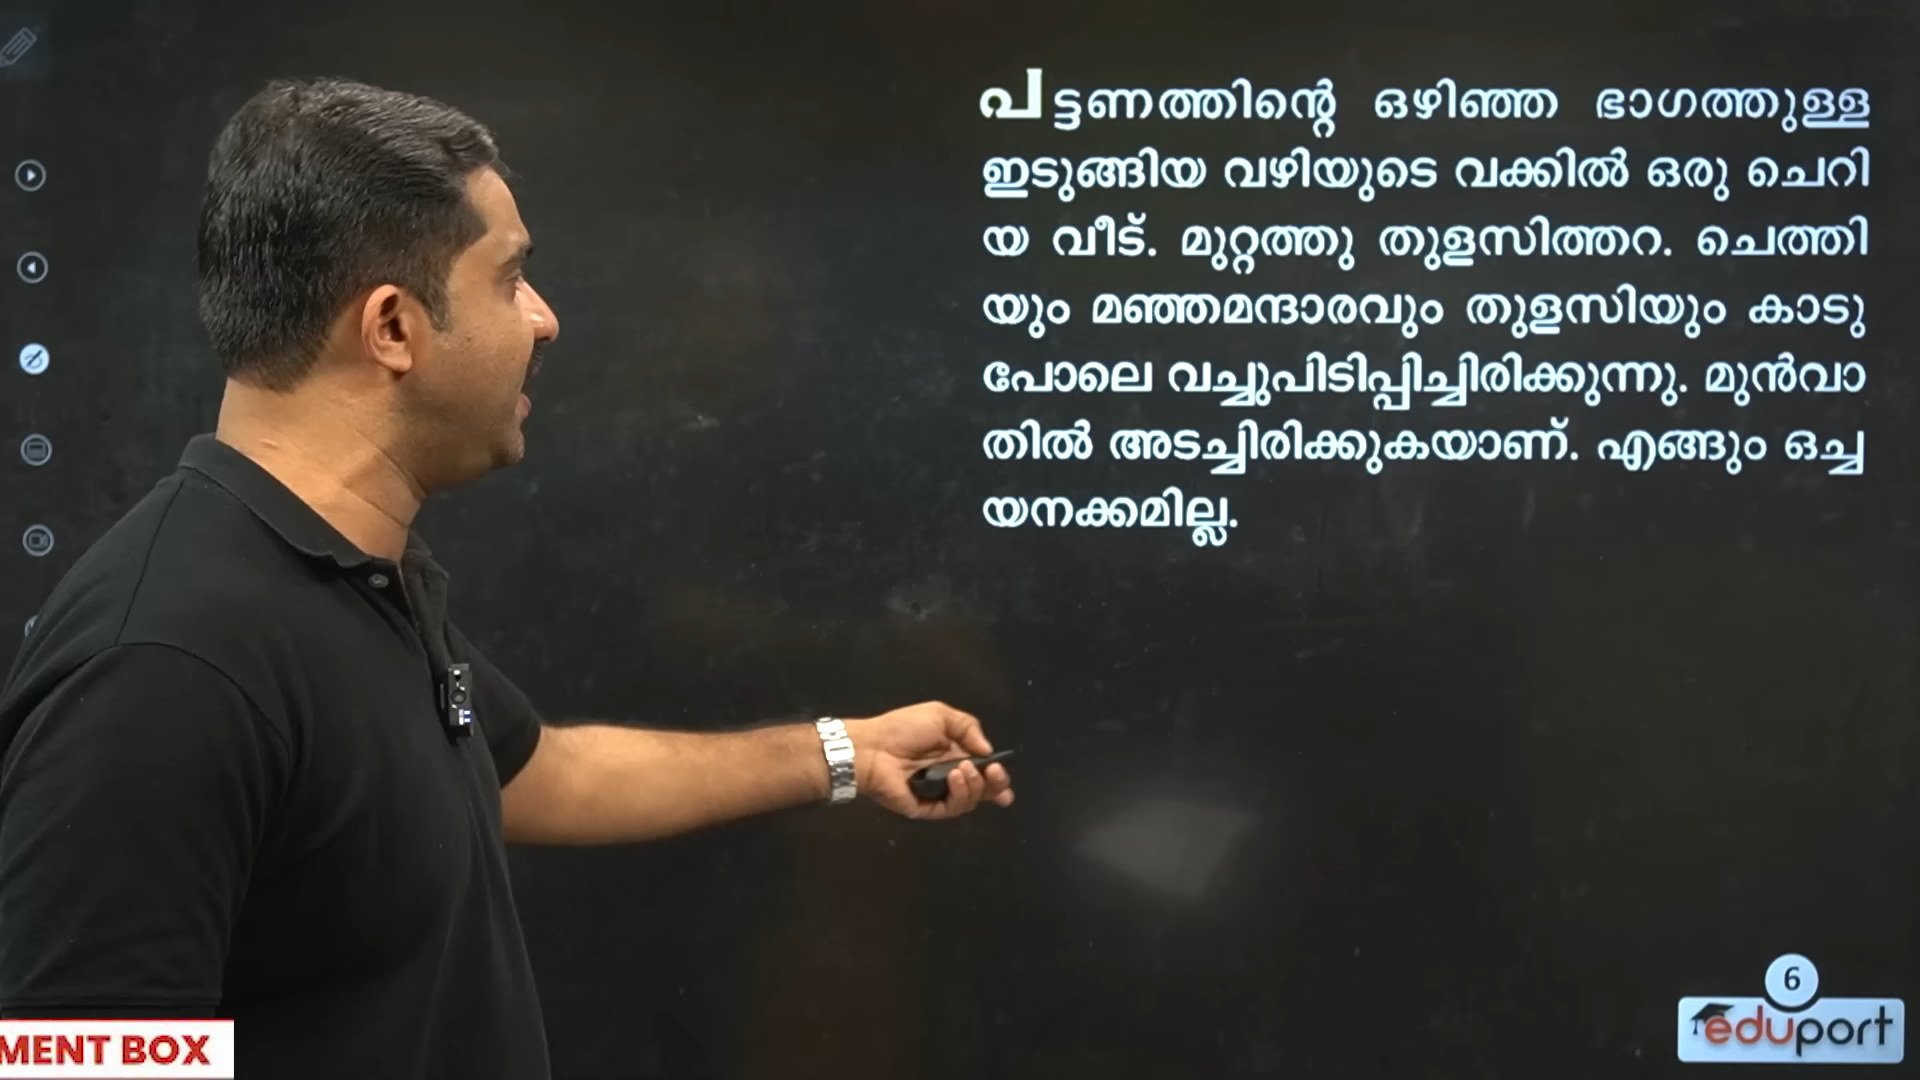 പട്ടണത്തിന്റെ ഒഴിഞ്ഞ ഭാഗത്തുള്ള
ഇടുങ്ങിയ വഴിയുടെ വക്കിൽ ഒരു ചെറി
യ വീട്. മുറ്റത്തു തുളസിത്തറ. ചെത്തി
യും മഞ്ഞമന്ദാരവും തുളസിയും കാടു
പോലെ വച്ചുപിടിപ്പിച്ചിരിക്കുന്നു. മുൻവാ
തിൽ അടച്ചിരിക്കുകയാണ്. എങ്ങും ഒച്ച
യനക്കമില്ല.
6
eduport
MENT BOX